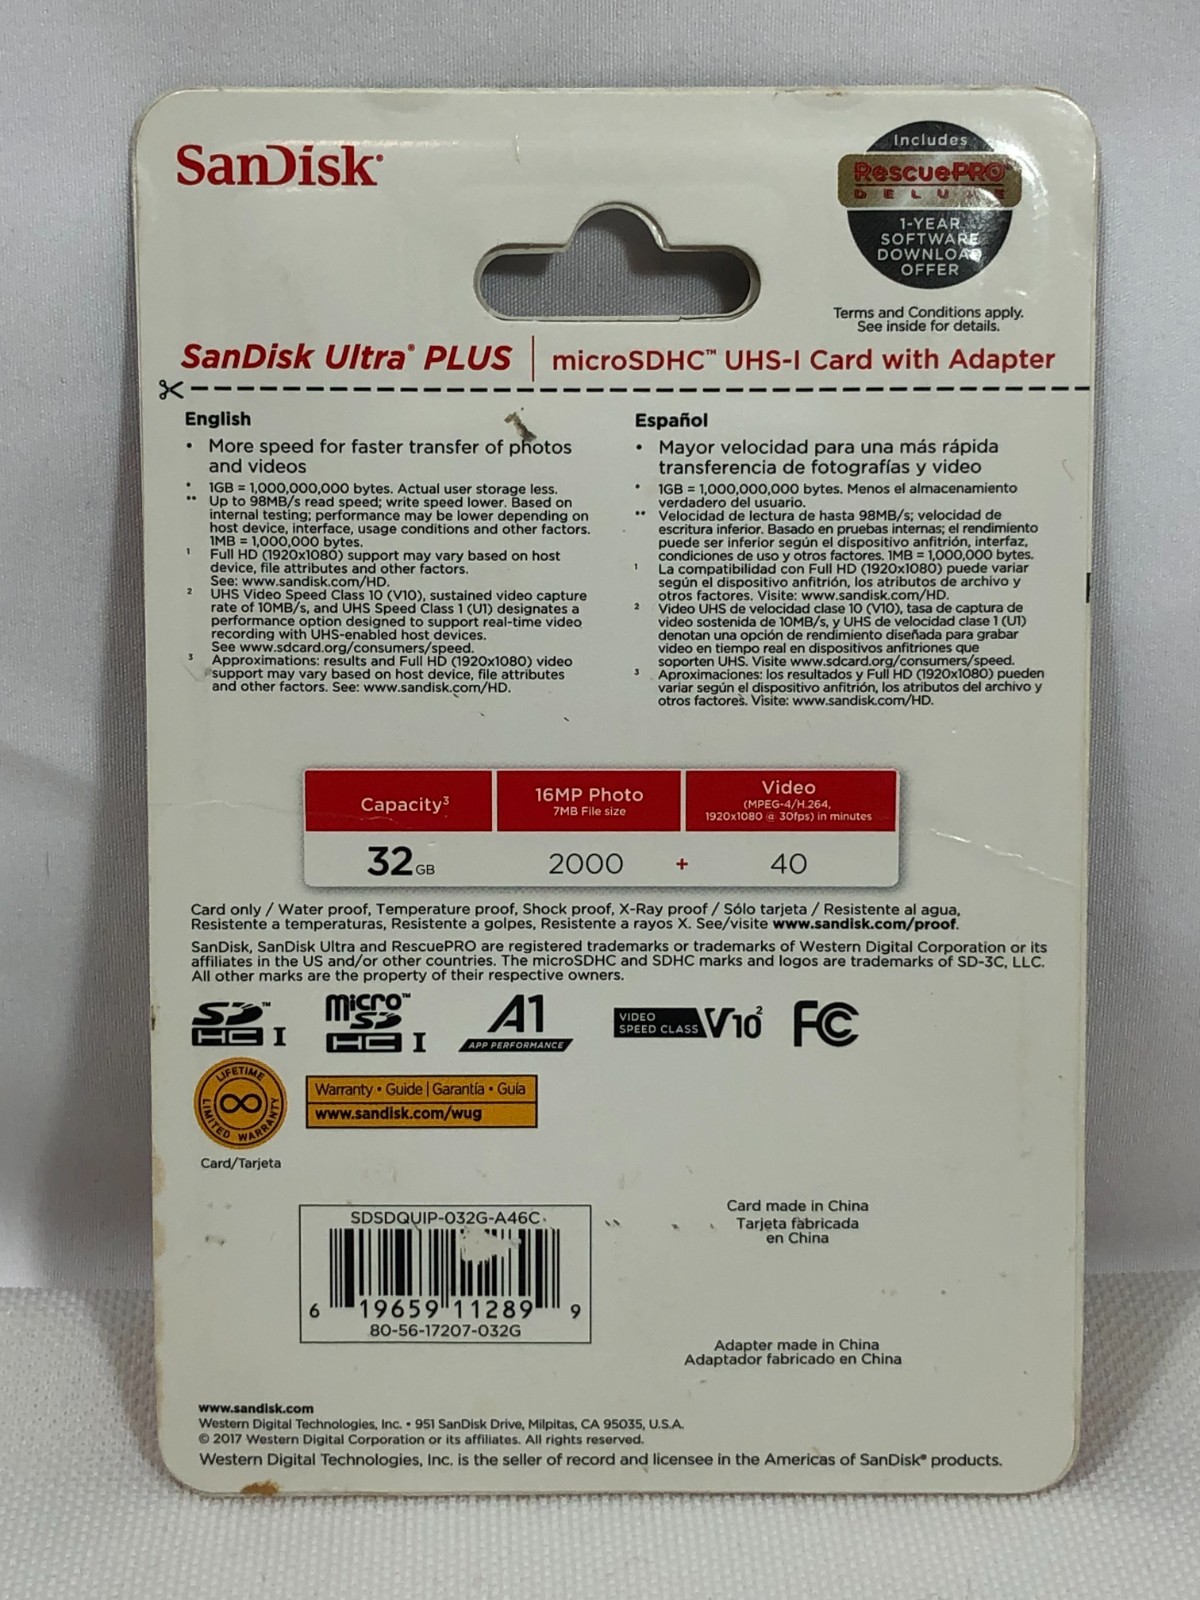 SanDisk®
Includes
RescuePRO®
DELUXE
1-YEAR
SOFTWARE
DOWNLOAD
OFFER
Terms and Conditions apply.
See inside for details.
SanDisk Ultra® PLUS | microSDHC™ UHS-I Card with Adapter
English
• More speed for faster transfer of photos
and videos
* 1GB = 1,000,000,000 bytes. Actual user storage less.
** Up to 98MB/s read speed; write speed lower. Based on
internal testing; performance may be lower depending on
host device, interface, usage conditions and other factors.
1MB = 1,000,000 bytes.
1 Full HD (1920x1080) support may vary based on host
device, file attributes and other factors.
See: www.sandisk.com/HD.
2 UHS Video Speed Class 10 (V10), sustained video capture
rate of 10MB/s, and UHS Speed Class 1 (U1) designates a
performance option designed to support real-time video
recording with UHS-enabled host devices.
See www.sdcard.org/consumers/speed.
3 Approximations: results and Full HD (1920x1080) video
support may vary based on host device, file attributes
and other factors. See: www.sandisk.com/HD.
Español
• Mayor velocidad para una más rápida
transferencia de fotografías y video
* 1GB = 1,000,000,000 bytes. Menos el almacenamiento
verdadero del usuario.
** Velocidad de lectura de hasta 98MB/s; velocidad de
escritura inferior. Basado en pruebas internas; el rendimiento
puede ser inferior según el dispositivo anfitrión, interfaz,
condiciones de uso y otros factores. 1MB = 1,000,000 bytes.
1 La compatibilidad con Full HD (1920x1080) puede variar
según el dispositivo anfitrión, los atributos de archivo y
otros factores. Visite: www.sandisk.com/HD.
2 Video UHS de velocidad clase 10 (V10), tasa de captura de
video sostenida de 10MB/s, y UHS de velocidad clase 1 (U1)
denotan una opción de rendimiento diseñada para grabar
video en tiempo real en dispositivos anfitriones que
soporten UHS. Visite www.sdcard.org/consumers/speed.
3 Aproximaciones: los resultados y Full HD (1920x1080) pueden
variar según el dispositivo anfitrión, los atributos del archivo y
otros factores. Visite: www.sandisk.com/HD.
Capacity3
16MP Photo
7MB File size
Video
(MPEG-4/H.264,
1920x1080 @ 30fps) in minutes
32GB
2000 + 40
Card only / Water proof, Temperature proof, Shock proof, X-Ray proof / Sólo tarjeta / Resistente al agua,
Resistente a temperaturas, Resistente a golpes, Resistente a rayos X. See/visite www.sandisk.com/proof.
SanDisk, SanDisk Ultra and RescuePRO are registered trademarks or trademarks of Western Digital Corporation or its
affiliates in the US and/or other countries. The microSDHC and SDHC marks and logos are trademarks of SD-3C, LLC.
All other marks are the property of their respective owners.
SD™
HC I
Micro™
SD
HC I
A1
APP PERFORMANCE
VIDEO
SPEED CLASS
V10²
FC
LIFETIME
LIMITED WARRANTY
Card/Tarjeta
Warranty • Guide | Garantía • Guía
www.sandisk.com/wug
SDSDQUIP-032G-A46C
6 19659 11289 9
80-56-17207-032G
Card made in China
Tarjeta fabricada
en China
Adapter made in China
Adaptador fabricado en China
www.sandisk.com
Western Digital Technologies, Inc. • 951 SanDisk Drive, Milpitas, CA 95035, U.S.A.
© 2017 Western Digital Corporation or its affiliates. All rights reserved.
Western Digital Technologies, Inc. is the seller of record and licensee in the Americas of SanDisk® products.